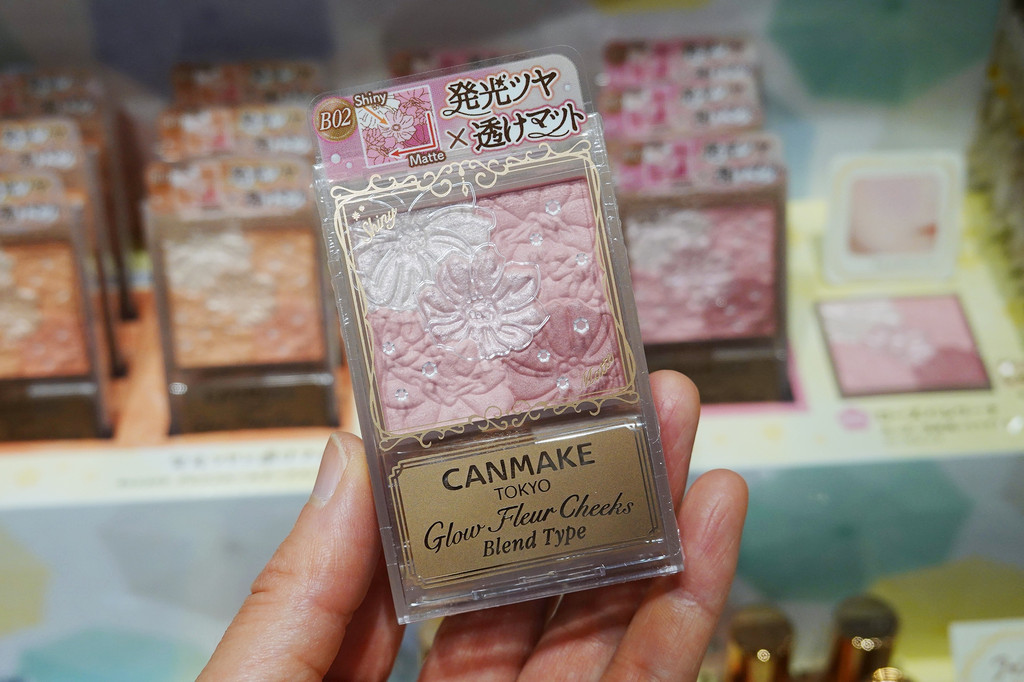 B02
Shiny
Matte
発光ツヤ
×透けマット
Shiny
Matte
CANMAKE
TOKYO
Glow Fleur Cheeks
Blend Type